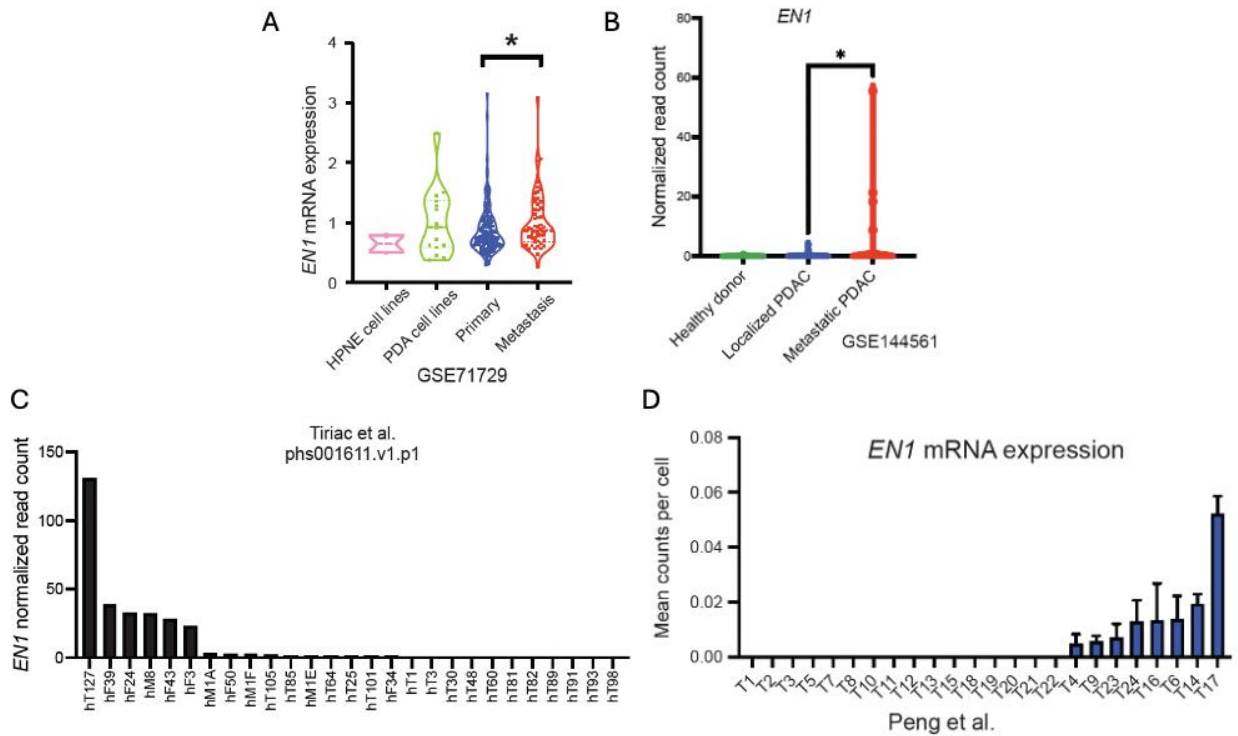 A
EN1 mRNA expression
4
3
2
1
0
*
HPNE cell lines
PDA cell lines
Primary
Metastasis
GSE71729
B
EN1
Normalized read count
80
60
40
20
0
*
Healthy donor
Localized PDAC
Metastatic PDAC
GSE144561
C
Tiriac et al.
phs001611.v1.p1
EN1 normalized read count
150
100
50
0
hT127
hF39
hF24
hM8
hF43
hF3
hM1A
hF50
hM1F
hT105
hT85
hM1E
hT64
hT25
hT101
hF34
hT1
hT3
hT30
hT48
hT60
hT81
hT82
hT89
hT91
hT93
hT98
D
EN1 mRNA expression
Mean counts per cell
0.08
0.06
0.04
0.02
0.00
T1
T2
T3
T5
T7
T8
T10
T11
T12
T13
T15
T18
T19
T20
T21
T22
T4
T9
T23
T24
T16
T6
T14
T17
Peng et al.